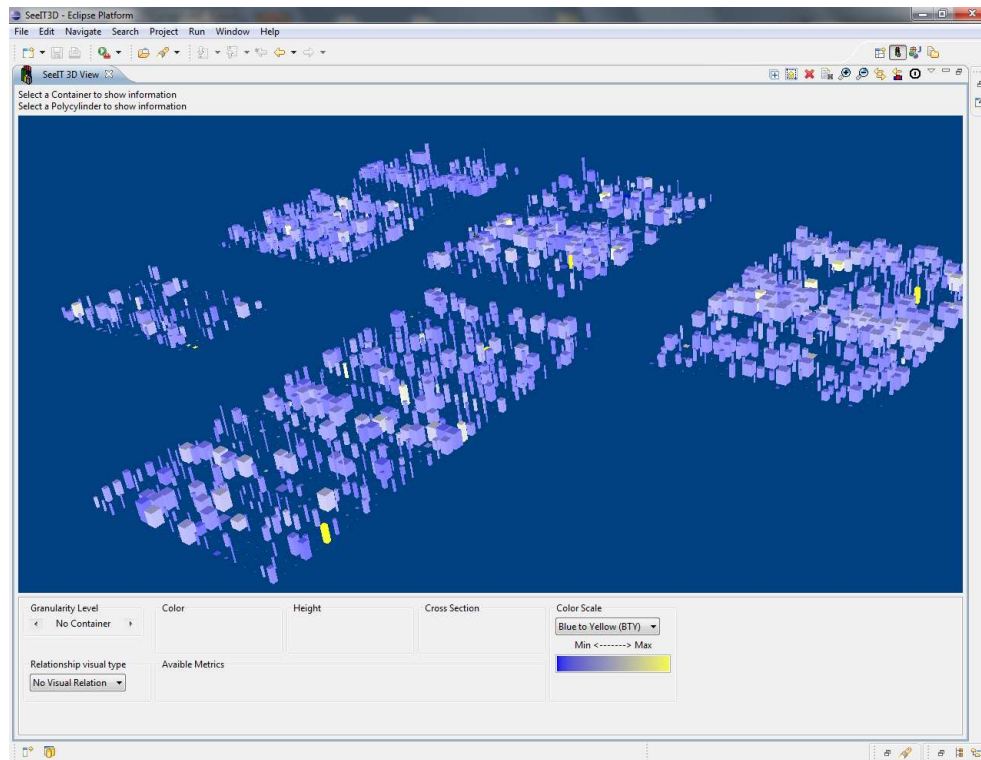 SeeIT3D - Eclipse Platform
File Edit Navigate Search Project Run Window Help
SeeIT 3D View
Select a Container to show information
Select a Polycylinder to show information
Granularity Level
No Container
Color
Height
Cross Section
Color Scale
Blue to Yellow (BTY)
Min <-------> Max
Relationship visual type
No Visual Relation
Avaible Metrics